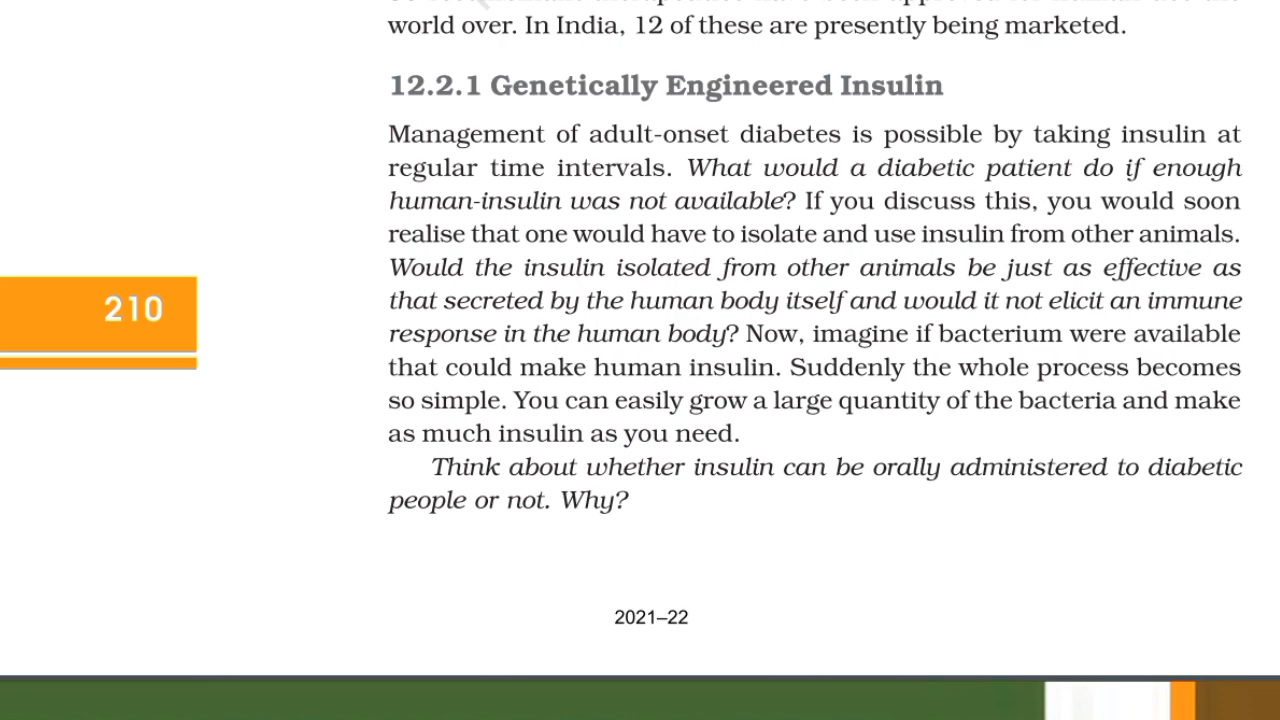 world over. In India, 12 of these are presently being marketed.
12.2.1 Genetically Engineered Insulin
Management of adult-onset diabetes is possible by taking insulin at
regular time intervals. What would a diabetic patient do if enough
human-insulin was not available? If you discuss this, you would soon
realise that one would have to isolate and use insulin from other animals.
Would the insulin isolated from other animals be just as effective as
that secreted by the human body itself and would it not elicit an immune
response in the human body? Now, imagine if bacterium were available
that could make human insulin. Suddenly the whole process becomes
so simple. You can easily grow a large quantity of the bacteria and make
as much insulin as you need.
Think about whether insulin can be orally administered to diabetic
people or not. Why?
210
2021–22